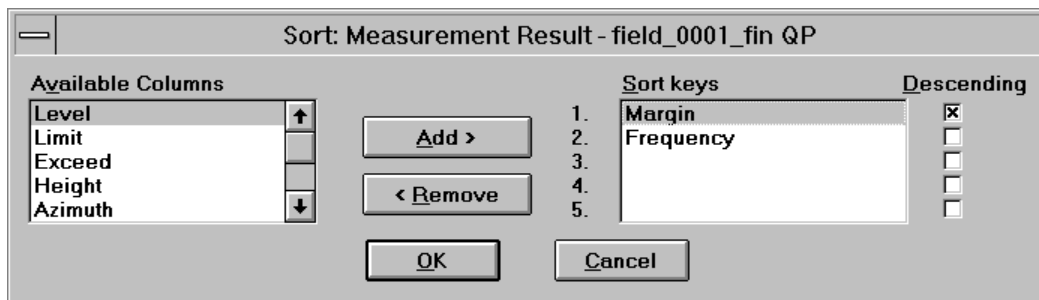 Sort: Measurement Result - field_0001_fin QP
Available Columns
Level
Limit
Exceed
Height
Azimuth
Add >
< Remove
Sort keys
Descending
1. Margin
2. Frequency
3.
4.
5.
OK
Cancel